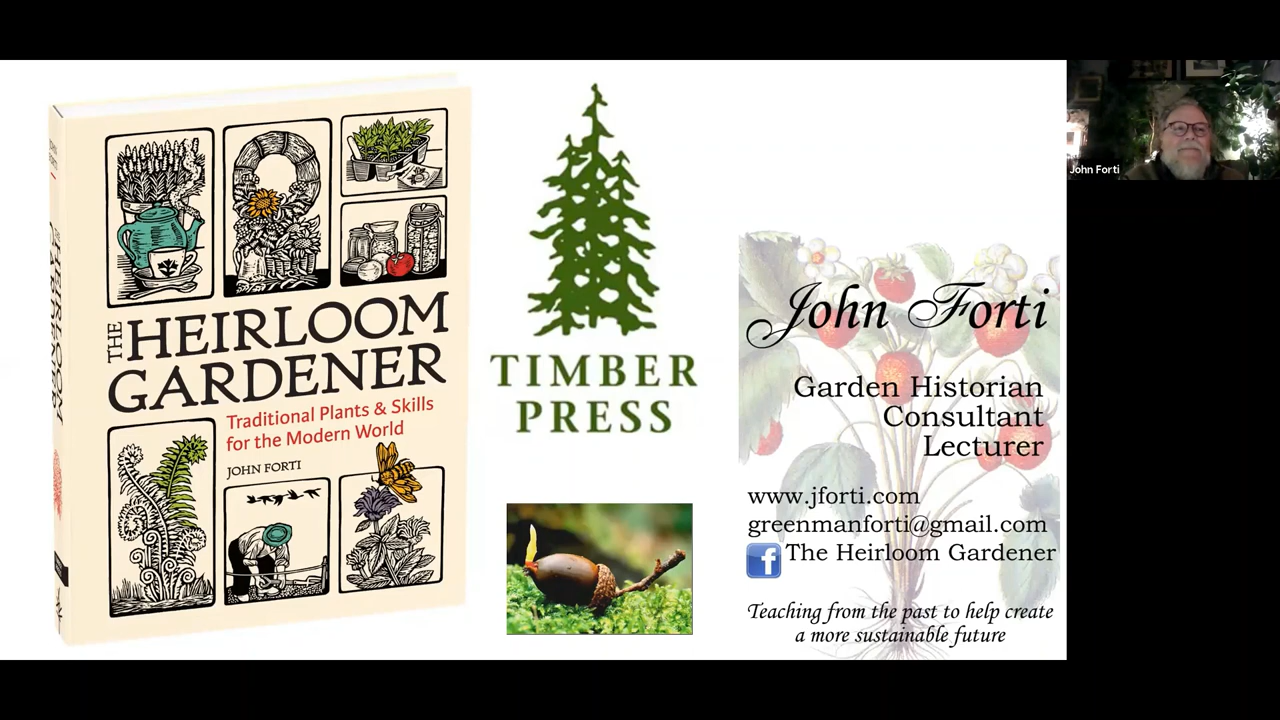 THE
HEIRLOOM
GARDENER
Traditional Plants & Skills
for the Modern World
JOHN FORTI
TIMBER
PRESS
John Forti
Garden Historian
Consultant
Lecturer
www.jforti.com
greenmanforti@gmail.com
f The Heirloom Gardener
Teaching from the past to help create
a more sustainable future
John Forti